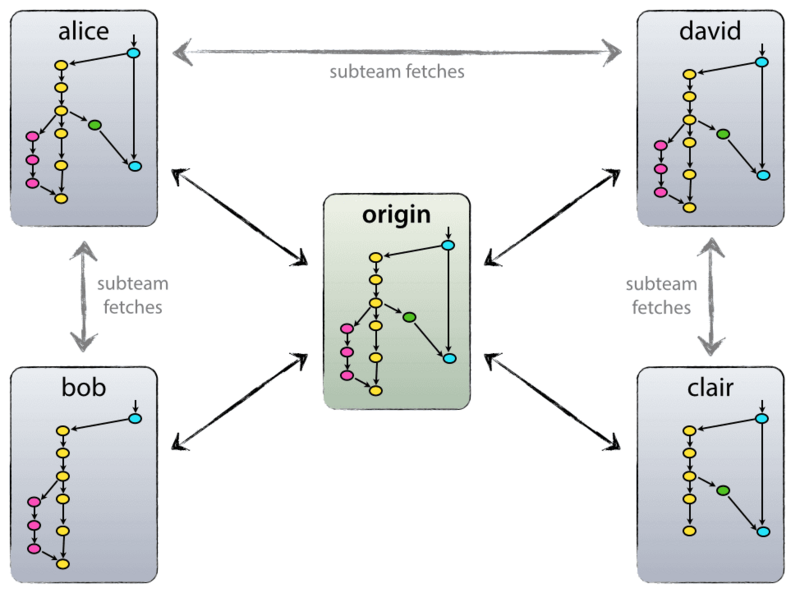 alice
david
subteam fetches
origin
subteam
fetches
subteam
fetches
bob
clair